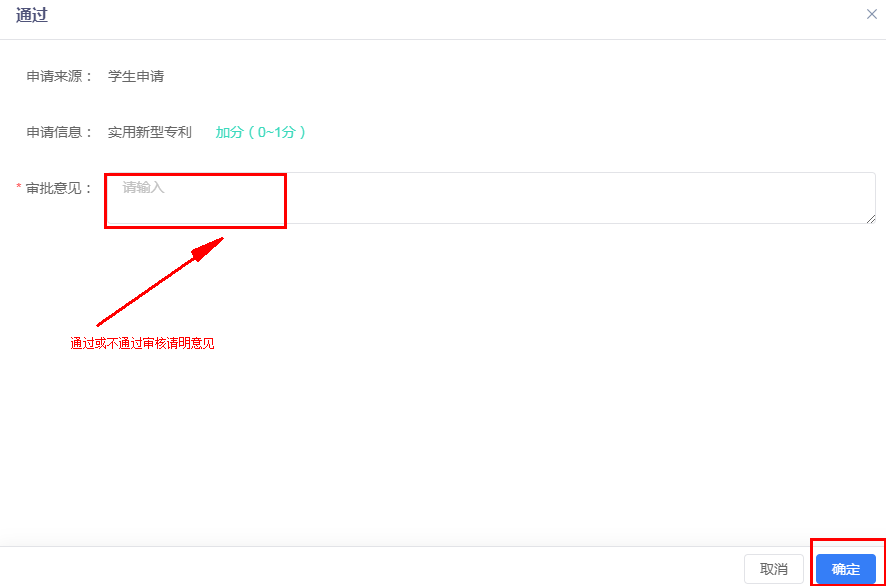 通过
申请来源： 学生申请
申请信息： 实用新型专利 加分（0~1分）
* 审批意见： 请输入
通过或不通过审核请明意见
取消 确定